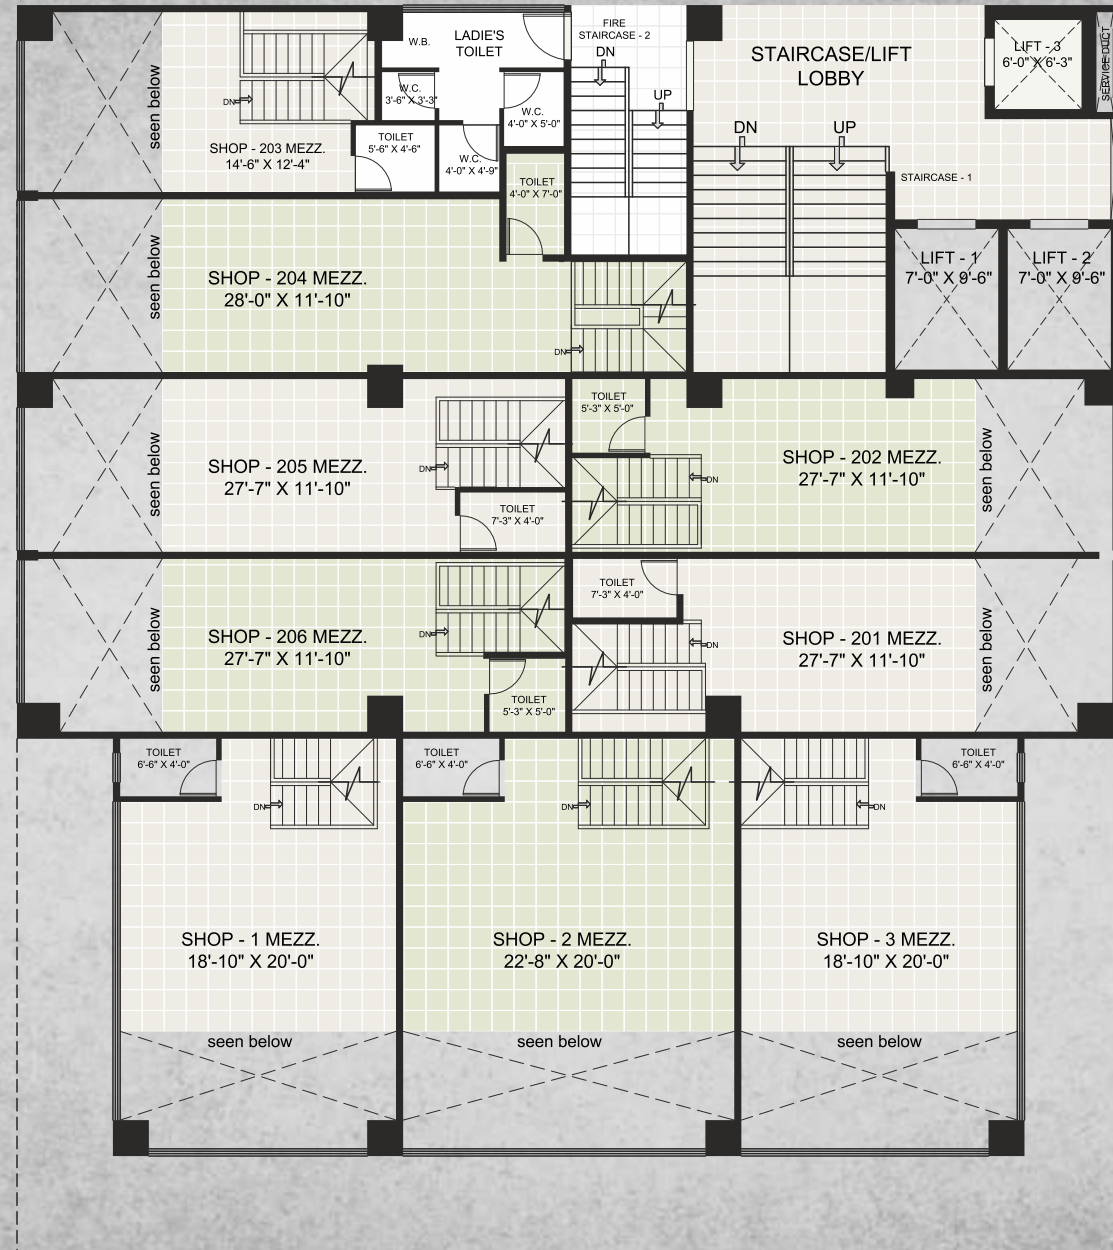 FIRE
STAIRCASE - 2
DN
UP
LADIE'S
TOILET
W.B.
W.C.
3'-6" X 3'-3"
W.C.
4'-0" X 5'-0"
W.C.
4'-0" X 4'-9"
TOILET
5'-6" X 4'-6"
TOILET
4'-0" X 7'-0"
STAIRCASE/LIFT
LOBBY
LIFT - 3
6'-0" X 6'-3"
SERVICE DUCT
DN
UP
STAIRCASE - 1
LIFT - 1
7'-0" X 9'-6"
LIFT - 2
7'-0" X 9'-6"
seen below
DN
SHOP - 203 MEZZ.
14'-6" X 12'-4"
seen below
SHOP - 204 MEZZ.
28'-0" X 11'-10"
DN
seen below
SHOP - 205 MEZZ.
27'-7" X 11'-10"
DN
TOILET
7'-3" X 4'-0"
TOILET
5'-3" X 5'-0"
DN
SHOP - 202 MEZZ.
27'-7" X 11'-10"
seen below
seen below
SHOP - 206 MEZZ.
27'-7" X 11'-10"
DN
TOILET
5'-3" X 5'-0"
TOILET
7'-3" X 4'-0"
DN
SHOP - 201 MEZZ.
27'-7" X 11'-10"
seen below
TOILET
6'-6" X 4'-0"
DN
TOILET
6'-6" X 4'-0"
DN
DN
TOILET
6'-6" X 4'-0"
SHOP - 1 MEZZ.
18'-10" X 20'-0"
SHOP - 2 MEZZ.
22'-8" X 20'-0"
SHOP - 3 MEZZ.
18'-10" X 20'-0"
seen below
seen below
seen below